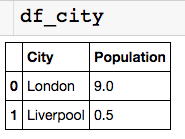 df_city
City Population
0 London 9.0
1 Liverpool 0.5